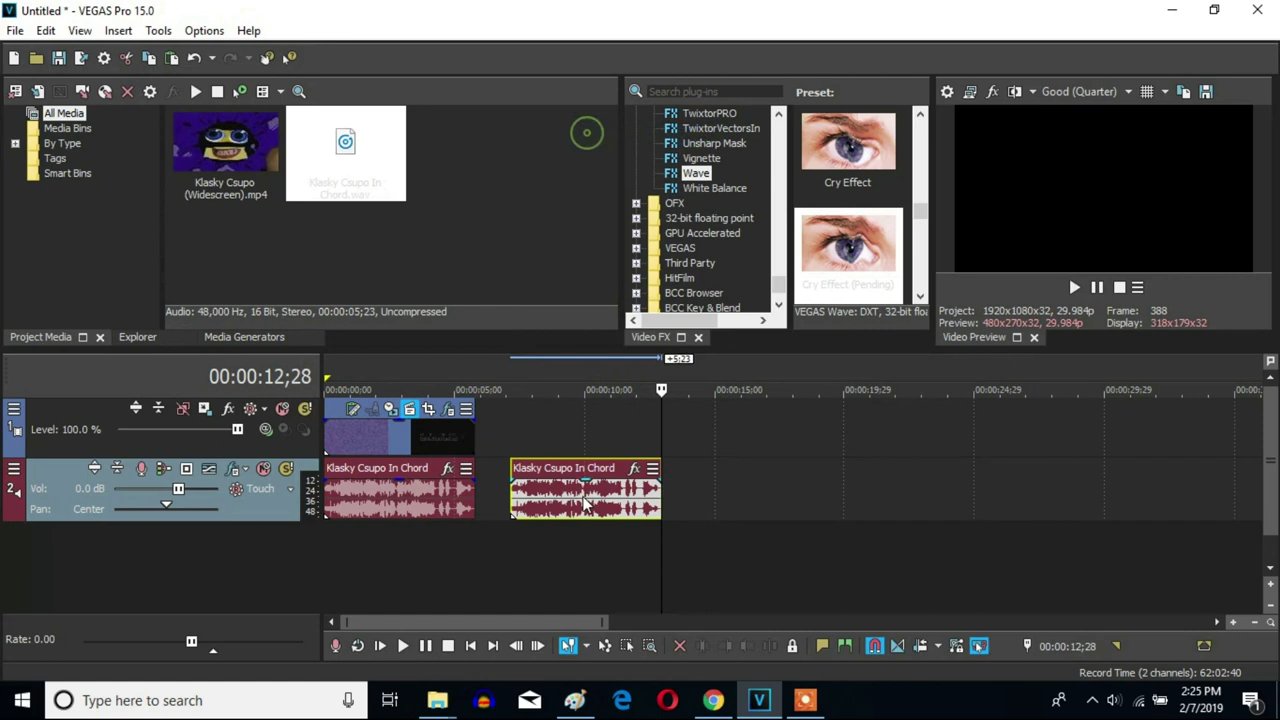 Untitled * - VEGAS Pro 15.0
File Edit View Insert Tools Options Help
All Media
Media Bins
By Type
Tags
Smart Bins
Klasky Csupo
(Widescreen).mp4
Klasky Csupo In
Chord.wav
Audio: 48,000 Hz, 16 Bit, Stereo, 00:00:05;23, Uncompressed
Project Media
Explorer
Media Generators
Search plug-ins
TwixtorPRO
TwixtorVectorsIn
Unsharp Mask
Vignette
Wave
White Balance
OFX
32-bit floating point
GPU Accelerated
VEGAS
Third Party
HitFilm
BCC Browser
BCC Key & Blend
Preset:
Cry Effect
Cry Effect (Pending)
VEGAS Wave: DXT, 32-bit floa
Video FX
Good (Quarter)
Project: 1920x1080x32, 29.984p
Frame: 388
Preview: 480x270x32, 29.984p
Display: 318x179x32
Video Preview
00:00:12;28
+5;23
00:00:00;00
00:00:05;00
00:00:10;00
00:00:15;00
00:00:19;29
00:00:24;29
00:00:29;29
1
Level: 100.0 %
2
Vol: 0.0 dB
Touch
Pan: Center
12
24
36
48
Klasky Csupo In Chord
Klasky Csupo In Chord
Rate: 0.00
00:00:12;28
Record Time (2 channels): 62:02:40
Type here to search
2:25 PM
2/7/2019